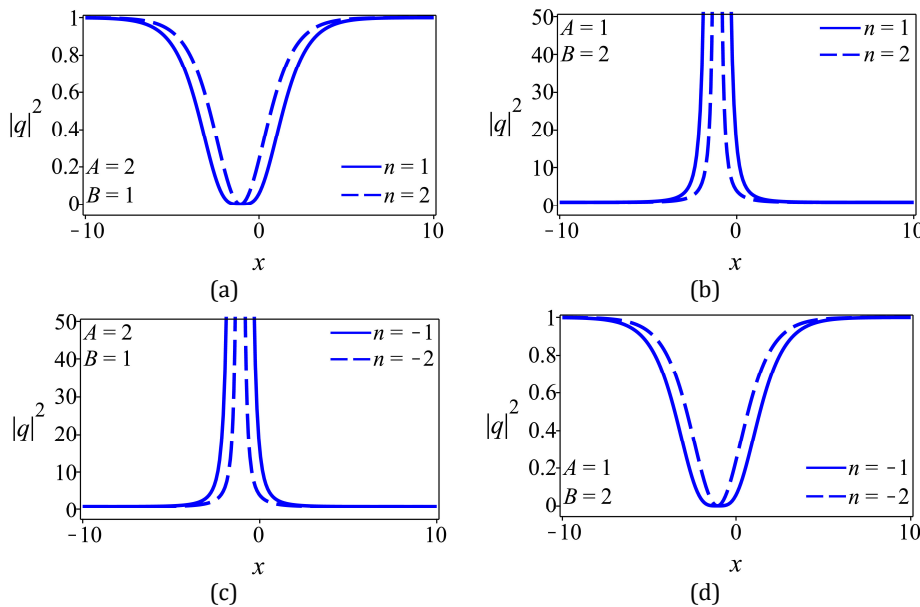 1
0.8
0.6
|q|²
0.4
0.2
0
A = 2
B = 1
n = 1
n = 2
−10
0
10
x
(a)
50
40
30
|q|²
20
10
0
A = 1
B = 2
n = 1
n = 2
−10
0
10
x
(b)
50
40
30
|q|²
20
10
0
A = 2
B = 1
n = −1
n = −2
−10
0
10
x
(c)
1
0.8
0.6
|q|²
0.4
0.2
0
A = 1
B = 2
n = −1
n = −2
−10
0
10
x
(d)